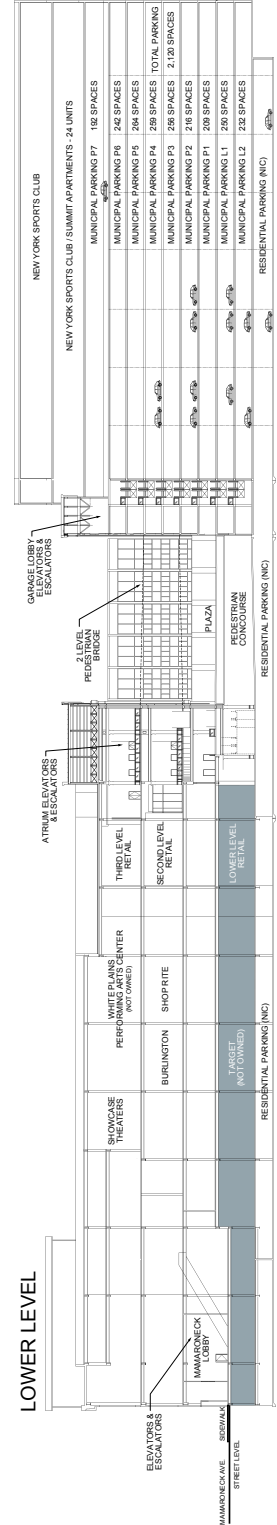 LOWER LEVEL
NEW YORK SPORTS CLUB
NEW YORK SPORTS CLUB / SUMMIT APARTMENTS - 24 UNITS
MUNICIPAL PARKING P7 192 SPACES
MUNICIPAL PARKING P6 242 SPACES
MUNICIPAL PARKING P5 264 SPACES
MUNICIPAL PARKING P4 259 SPACES TOTAL PARKING
MUNICIPAL PARKING P3 256 SPACES 2,120 SPACES
MUNICIPAL PARKING P2 216 SPACES
MUNICIPAL PARKING P1 209 SPACES
MUNICIPAL PARKING L1 250 SPACES
MUNICIPAL PARKING L2 232 SPACES
RESIDENTIAL PARKING (NIC)
GARAGE LOBBY
ELEVATORS &
ESCALATORS
2 LEVEL
PEDESTRIAN
BRIDGE
PLAZA
PEDESTRIAN
CONCOURSE
RESIDENTIAL PARKING (NIC)
ATRIUM ELEVATORS
& ESCALATORS
THIRD LEVEL
RETAIL
SECOND LEVEL
RETAIL
LOWER LEVEL
RETAIL
WHITE PLAINS
PERFORMING ARTS CENTER
(NOT OWNED)
SHOWCASE
THEATERS
BURLINGTON
SHOP RITE
TARGET
(NOT OWNED)
RESIDENTIAL PARKING (NIC)
ELEVATORS &
ESCALATORS
MAMARONECK
LOBBY
MAMARONECK AVE.
SIDEWALK
STREET LEVEL